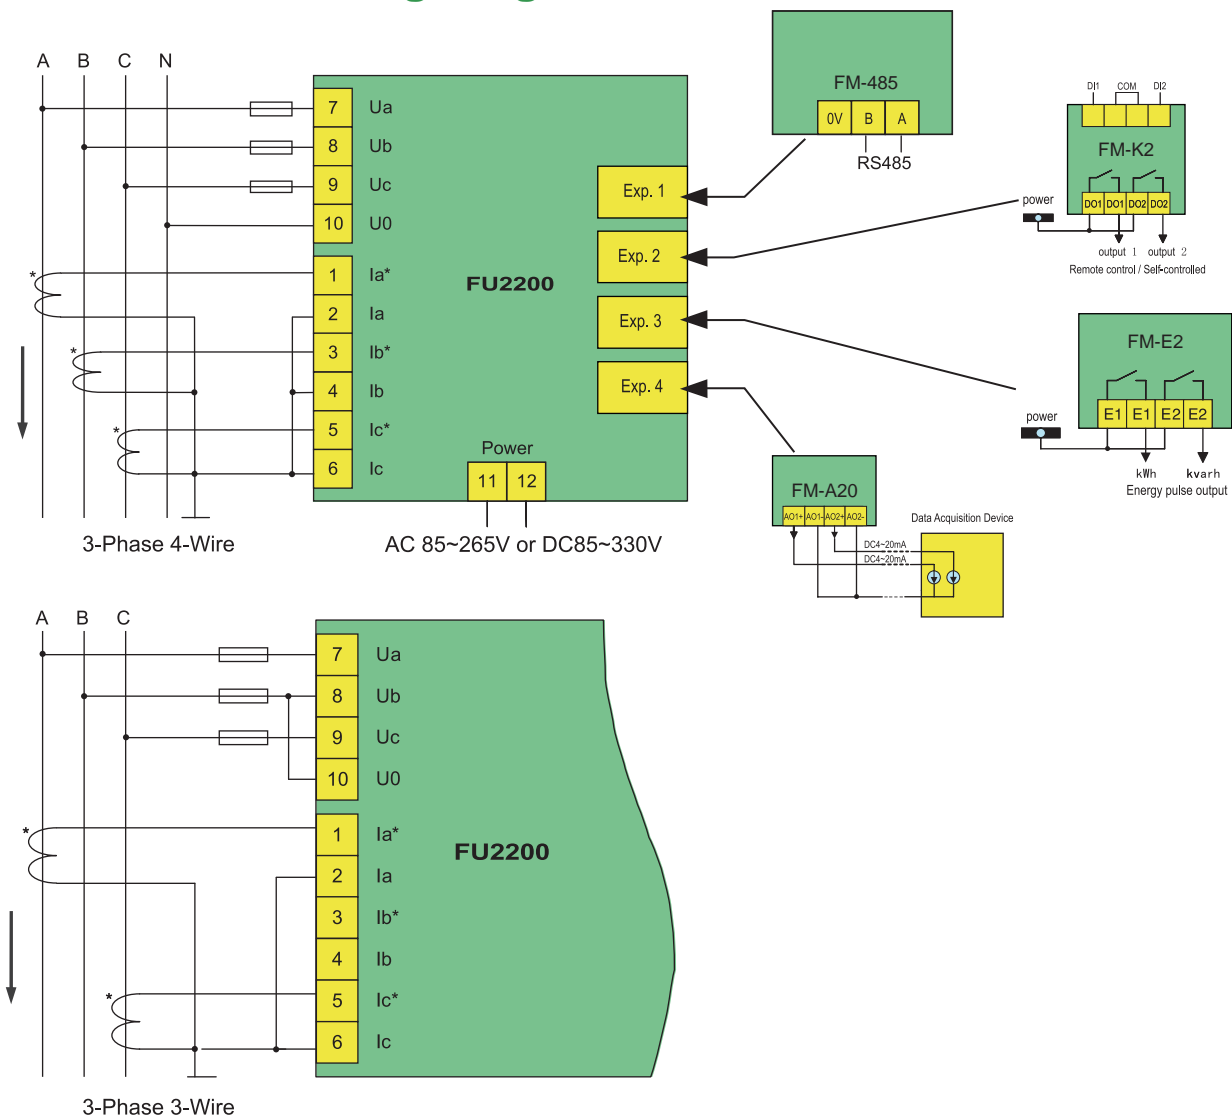 A B C N
7 Ua
8 Ub
9 Uc
10 U0
1 Ia*
2 Ia
3 Ib*
4 Ib
5 Ic*
6 Ic
*
*
*
FU2200
Exp. 1
Exp. 2
Exp. 3
Exp. 4
Power
11 12
3-Phase 4-Wire
AC 85~265V or DC85~330V
FM-485
0V B A
RS485
DI1 COM DI2
FM-K2
DO1 DO1 DO2 DO2
power
output 1 output 2
Remote control / Self-controlled
FM-E2
E1 E1 E2 E2
power
kWh kvarh
Energy pulse output
FM-A20
AO1+ AO1- AO2+ AO2-
Data Acquisition Device
DC4~20mA
DC4~20mA
A B C
7 Ua
8 Ub
9 Uc
10 U0
1 Ia*
2 Ia
3 Ib*
4 Ib
5 Ic*
6 Ic
*
*
FU2200
3-Phase 3-Wire